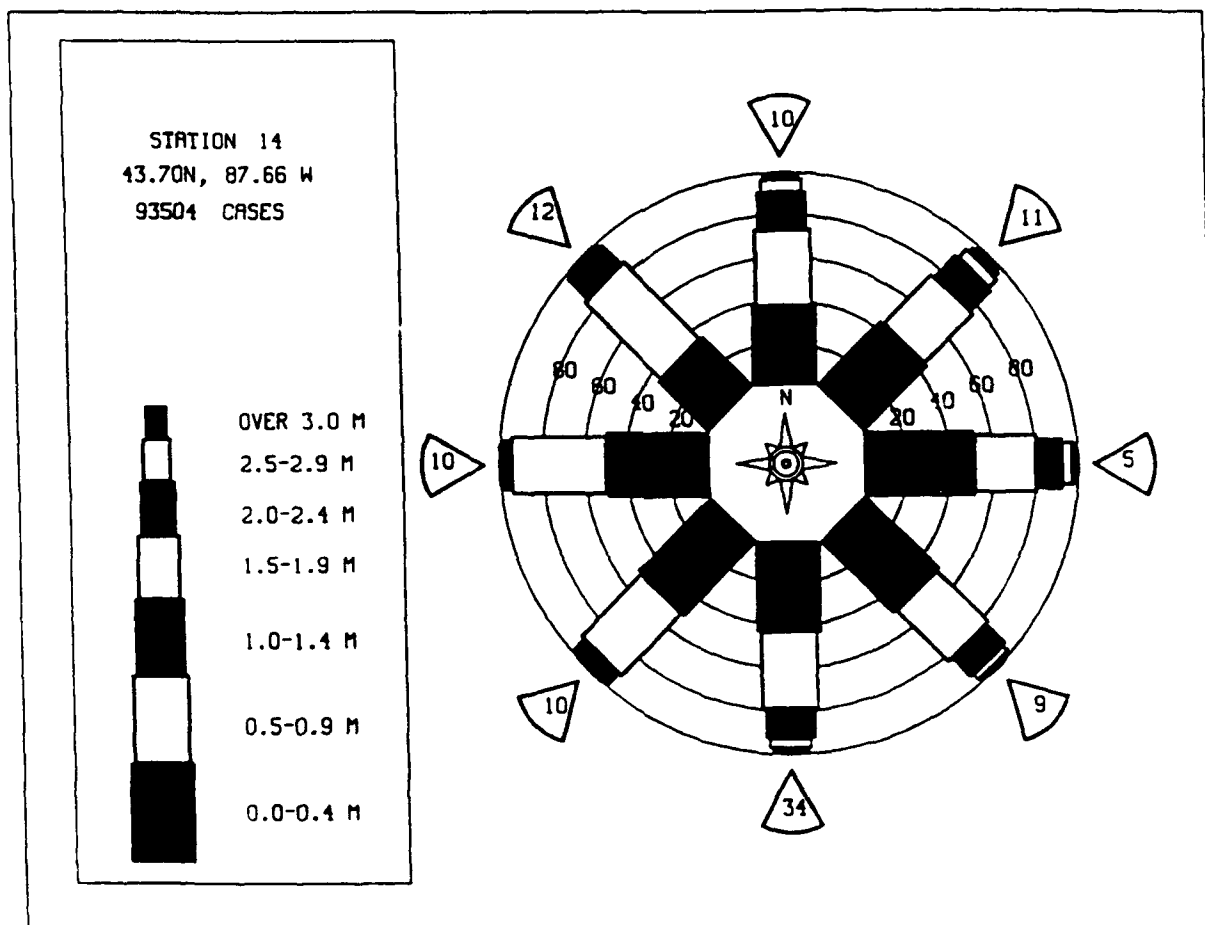 STATION 14
43.70N, 87.66 W
93504 CASES
OVER 3.0 M
2.5-2.9 M
2.0-2.4 M
1.5-1.9 M
1.0-1.4 M
0.5-0.9 M
0.0-0.4 M
10
12
11
80
60
40
20
N
20
40
60
80
10
5
10
9
34